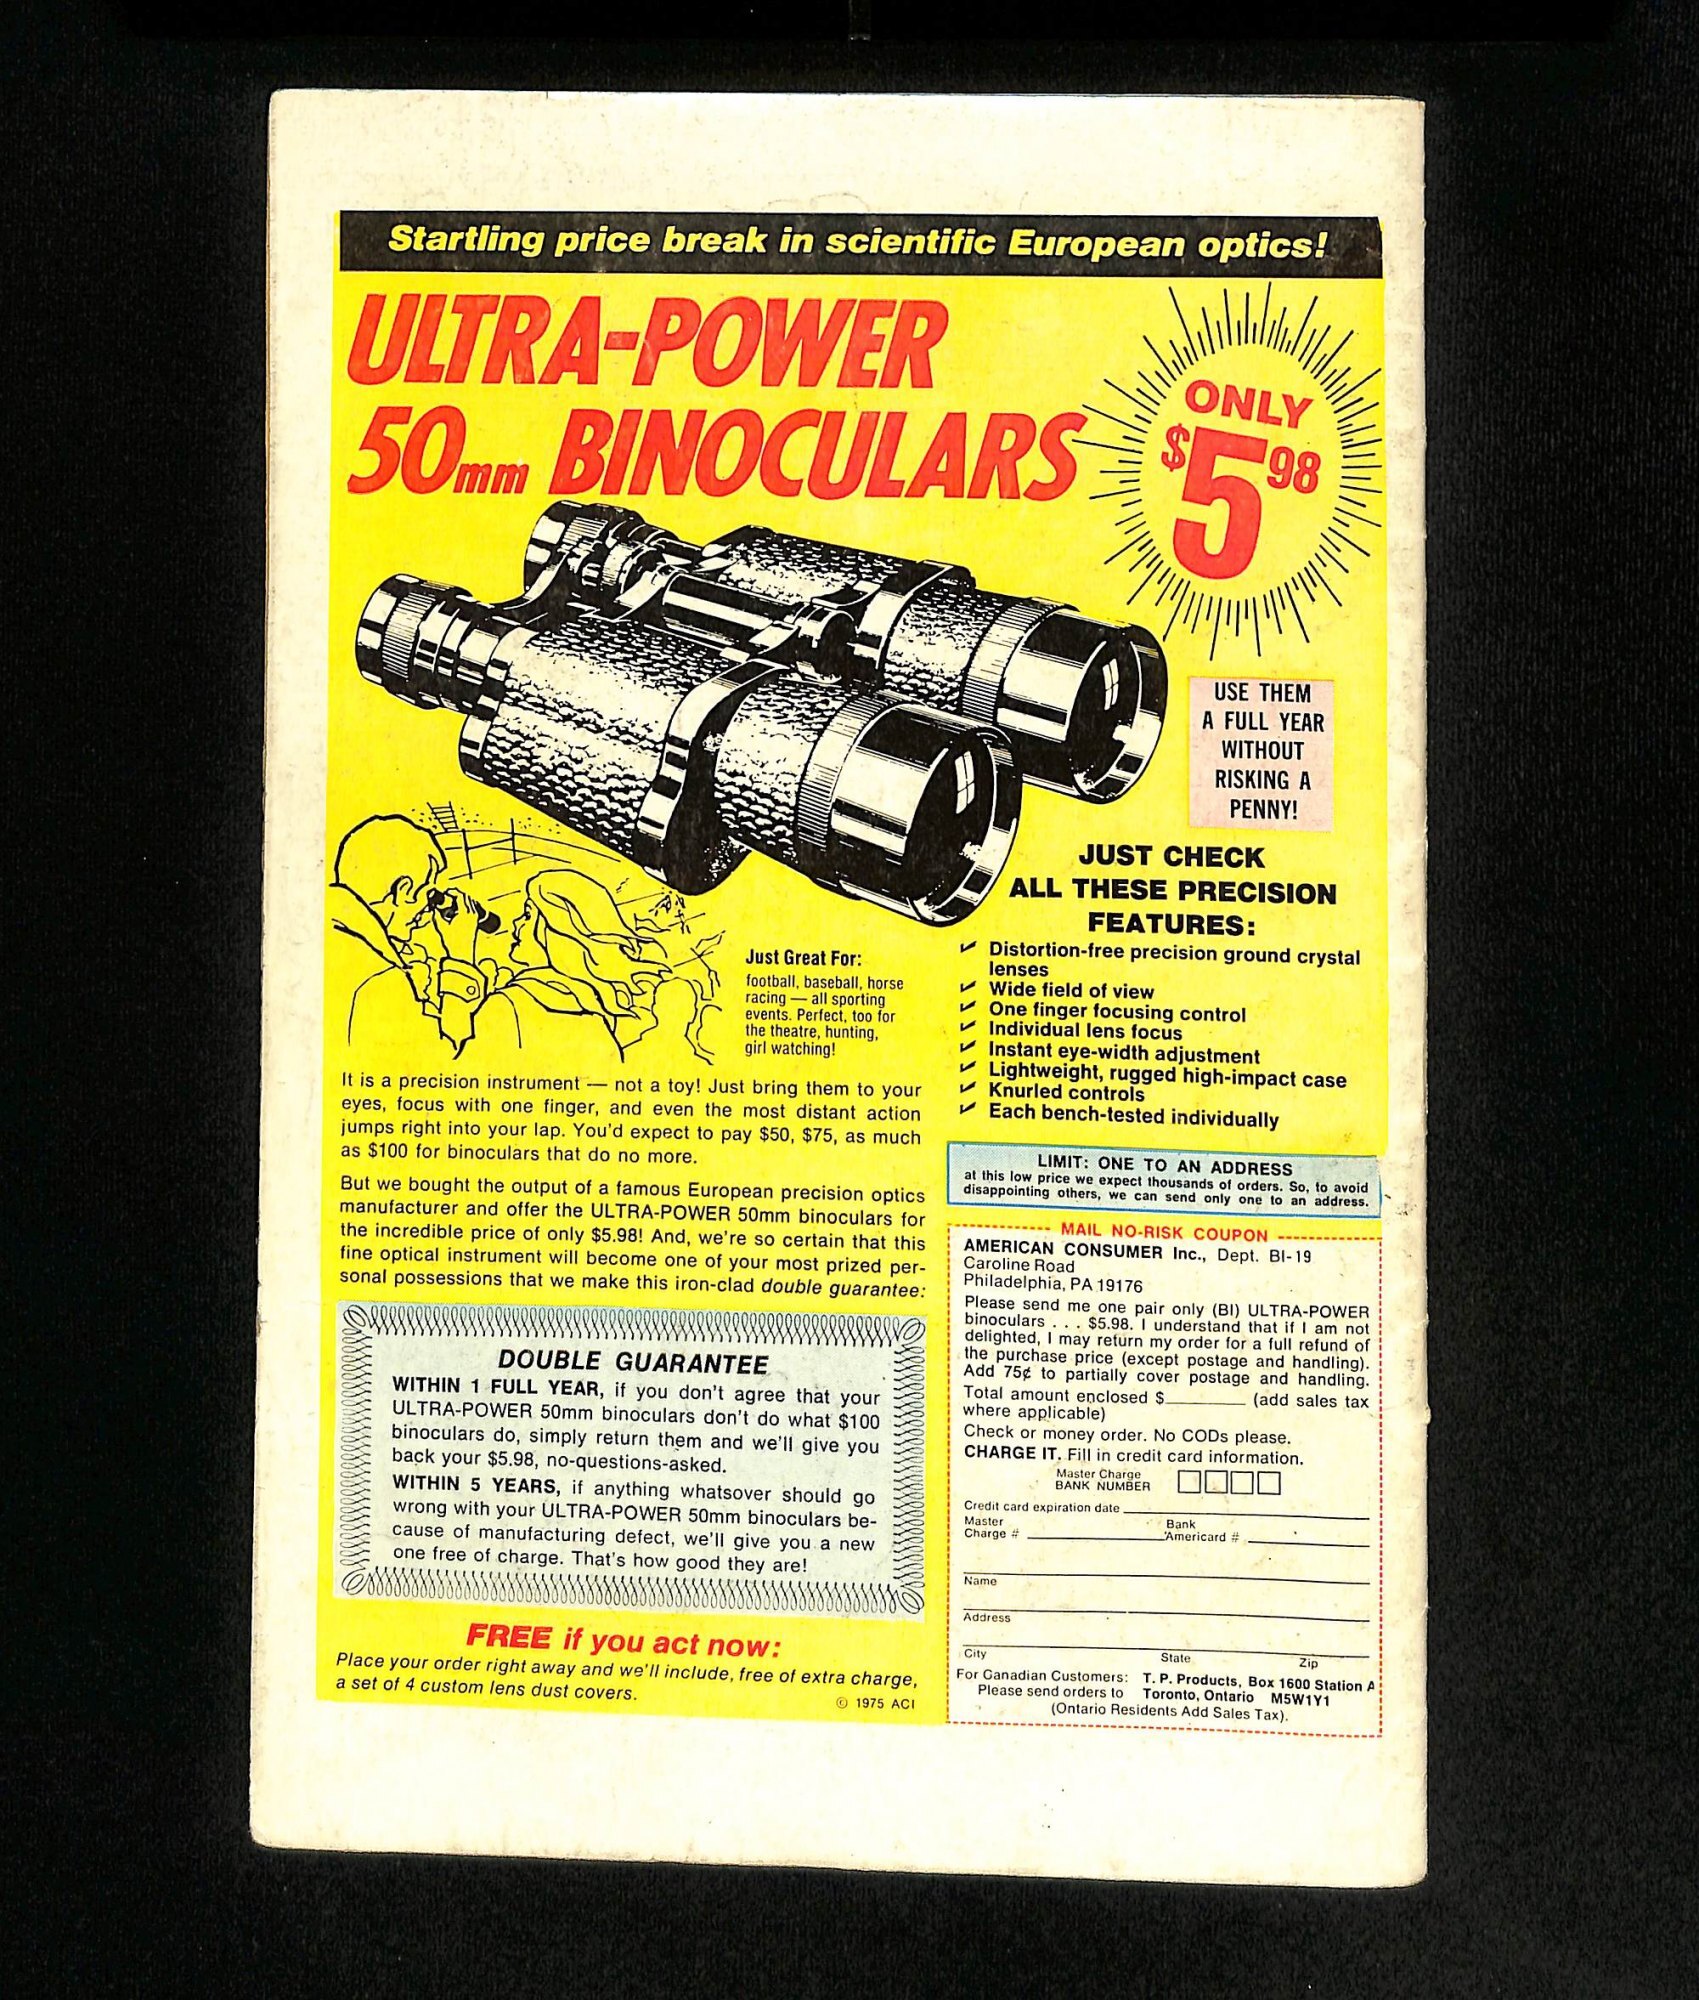 Startling price break in scientific European optics!
ULTRA-POWER
50mm BINOCULARS
ONLY
$5 98
USE THEM
A FULL YEAR
WITHOUT
RISKING A
PENNY!
JUST CHECK
ALL THESE PRECISION
FEATURES:
✓ Distortion-free precision ground crystal
lenses
✓ Wide field of view
✓ One finger focusing control
✓ Individual lens focus
✓ Instant eye-width adjustment
✓ Lightweight, rugged high-impact case
✓ Knurled controls
✓ Each bench-tested individually
Just Great For:
football, baseball, horse
racing — all sporting
events. Perfect, too for
the theatre, hunting,
girl watching!
It is a precision instrument — not a toy! Just bring them to your
eyes, focus with one finger, and even the most distant action
jumps right into your lap. You'd expect to pay $50, $75, as much
as $100 for binoculars that do no more.
But we bought the output of a famous European precision optics
manufacturer and offer the ULTRA-POWER 50mm binoculars for
the incredible price of only $5.98! And, we're so certain that this
fine optical instrument will become one of your most prized per-
sonal possessions that we make this iron-clad double guarantee:
DOUBLE GUARANTEE
WITHIN 1 FULL YEAR, if you don't agree that your
ULTRA-POWER 50mm binoculars don't do what $100
binoculars do, simply return them and we'll give you
back your $5.98, no-questions-asked.
WITHIN 5 YEARS, if anything whatsover should go
wrong with your ULTRA-POWER 50mm binoculars be-
cause of manufacturing defect, we'll give you a new
one free of charge. That's how good they are!
FREE if you act now:
Place your order right away and we'll include, free of extra charge,
a set of 4 custom lens dust covers.
© 1975 ACI
LIMIT: ONE TO AN ADDRESS
at this low price we expect thousands of orders. So, to avoid
disappointing others, we can send only one to an address.
MAIL NO-RISK COUPON
AMERICAN CONSUMER Inc., Dept. BI-19
Caroline Road
Philadelphia, PA 19176
Please send me one pair only (BI) ULTRA-POWER
binoculars . . . $5.98. I understand that if I am not
delighted, I may return my order for a full refund of
the purchase price (except postage and handling).
Add 75¢ to partially cover postage and handling.
Total amount enclosed $________ (add sales tax
where applicable)
Check or money order. No CODs please.
CHARGE IT. Fill in credit card information.
Master Charge
BANK NUMBER
Credit card expiration date
Master
Charge #
Bank
Americard #
Name
Address
City State Zip
For Canadian Customers: T. P. Products, Box 1600 Station A
Please send orders to Toronto, Ontario M5W1Y1
(Ontario Residents Add Sales Tax).